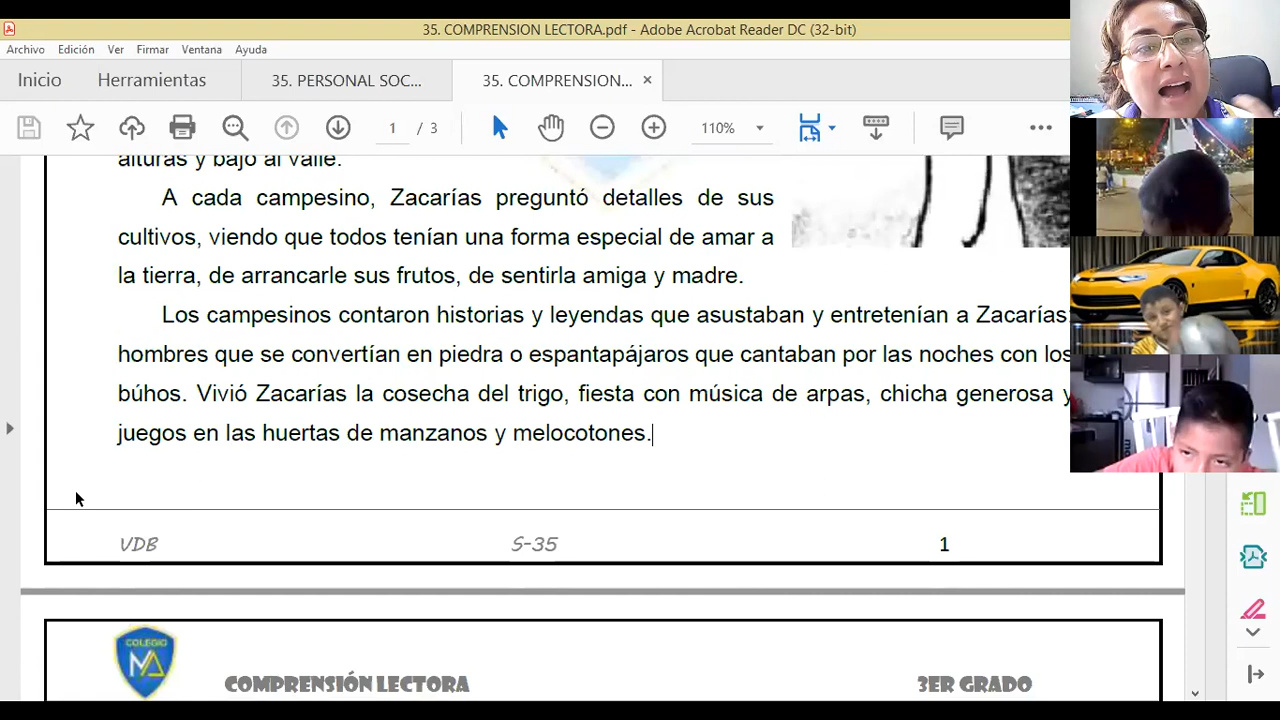 35. COMPRENSION LECTORA.pdf - Adobe Acrobat Reader DC (32-bit)
Archivo Edición Ver Firmar Ventana Ayuda
Inicio Herramientas 35. PERSONAL SOC... 35. COMPRENSION... ×
1 / 3 110%
alturas y bajo al valle.
A cada campesino, Zacarías preguntó detalles de sus
cultivos, viendo que todos tenían una forma especial de amar a
la tierra, de arrancarle sus frutos, de sentirla amiga y madre.
Los campesinos contaron historias y leyendas que asustaban y entretenían a Zacarías
hombres que se convertían en piedra o espantapájaros que cantaban por las noches con los
búhos. Vivió Zacarías la cosecha del trigo, fiesta con música de arpas, chicha generosa y
juegos en las huertas de manzanos y melocotones.
VDB S-35 1
COLEGIO
COMPRENSIÓN LECTORA 3ER GRADO